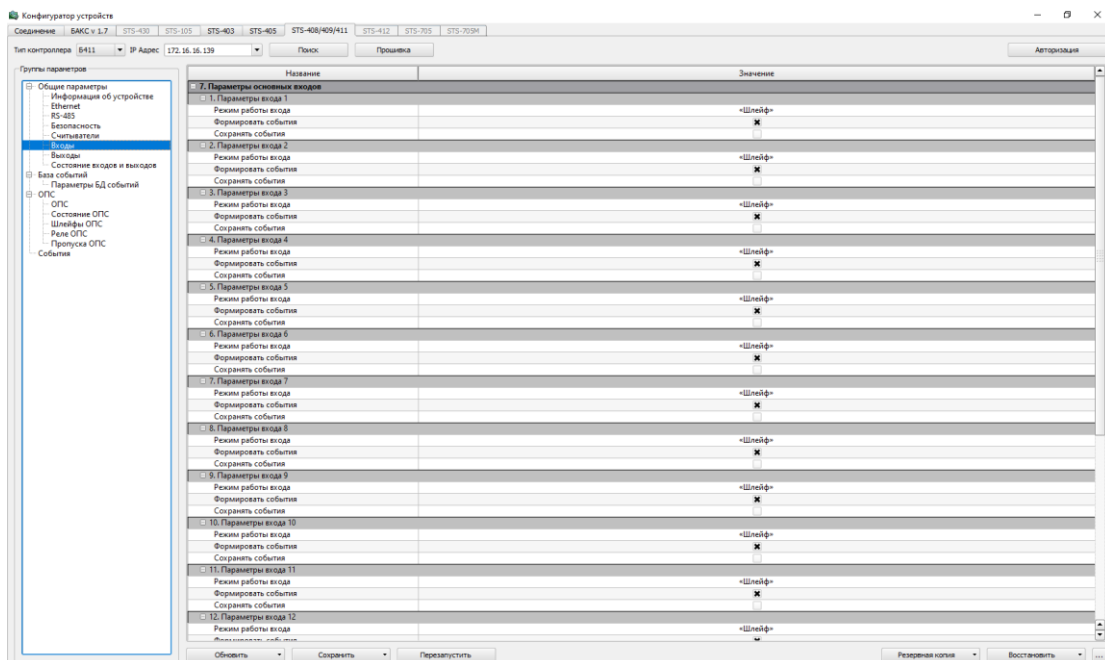 Конфигуратор устройств
Соединение БАКС v 1.7 STS-430 STS-105 STS-403 STS-405 STS-408/409/411 STS-412 STS-705 STS-705M
Тип контроллера Б411 IP Адрес 172.16.16.139 Поиск Прошивка Авторизация
Группы параметров
Общие параметры
Информация об устройстве
Ethernet
RS-485
Безопасность
Считыватели
Входы
Выходы
Состояние входов и выходов
База событий
Параметры БД событий
ОПС
ОПС
Состояние ОПС
Шлейфы ОПС
Реле ОПС
Пропуска ОПС
События
Название Значение
7. Параметры основных входов
1. Параметры входа 1
Режим работы входа «Шлейф»
Формировать события
Сохранять события
2. Параметры входа 2
Режим работы входа «Шлейф»
Формировать события
Сохранять события
3. Параметры входа 3
Режим работы входа «Шлейф»
Формировать события
Сохранять события
4. Параметры входа 4
Режим работы входа «Шлейф»
Формировать события
Сохранять события
5. Параметры входа 5
Режим работы входа «Шлейф»
Формировать события
Сохранять события
6. Параметры входа 6
Режим работы входа «Шлейф»
Формировать события
Сохранять события
7. Параметры входа 7
Режим работы входа «Шлейф»
Формировать события
Сохранять события
8. Параметры входа 8
Режим работы входа «Шлейф»
Формировать события
Сохранять события
9. Параметры входа 9
Режим работы входа «Шлейф»
Формировать события
Сохранять события
10. Параметры входа 10
Режим работы входа «Шлейф»
Формировать события
Сохранять события
11. Параметры входа 11
Режим работы входа «Шлейф»
Формировать события
Сохранять события
12. Параметры входа 12
Режим работы входа «Шлейф»
Формировать события
Обновить Сохранить Перезапустить Резервная копия Восстановить ...